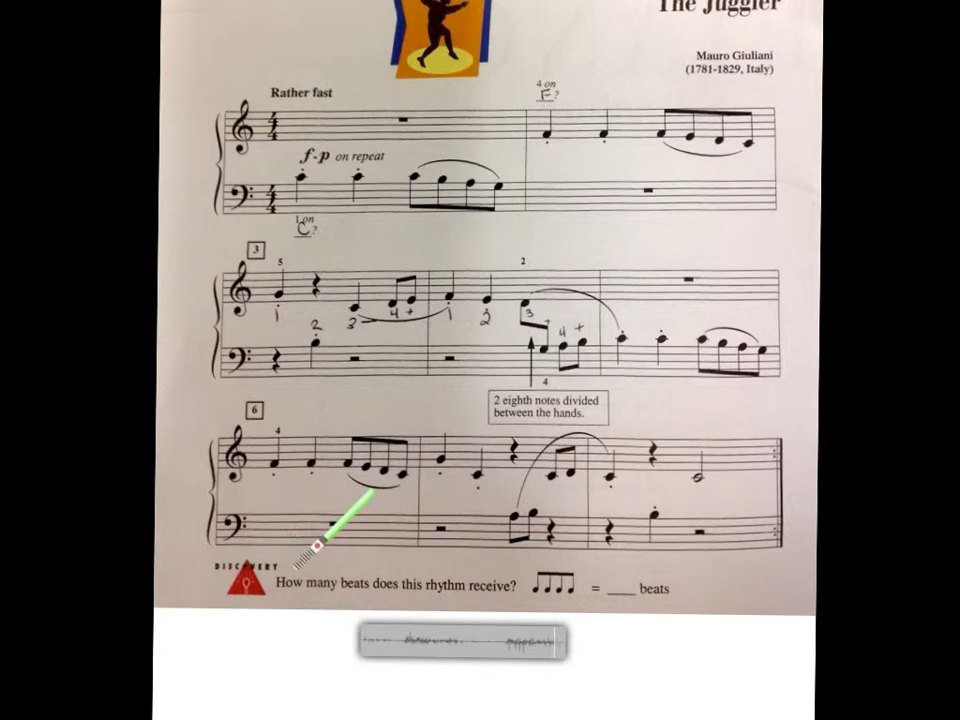 The Juggler
Mauro Giuliani
(1781-1829, Italy)
Rather fast
4 on
F?
f-p on repeat
1 on
C?
3
5
2
1 2 3 4 + 1 2 3 + 4 +
4
2 eighth notes divided
between the hands.
6
4
DISCOVERY
How many beats does this rhythm receive? = ____ beats